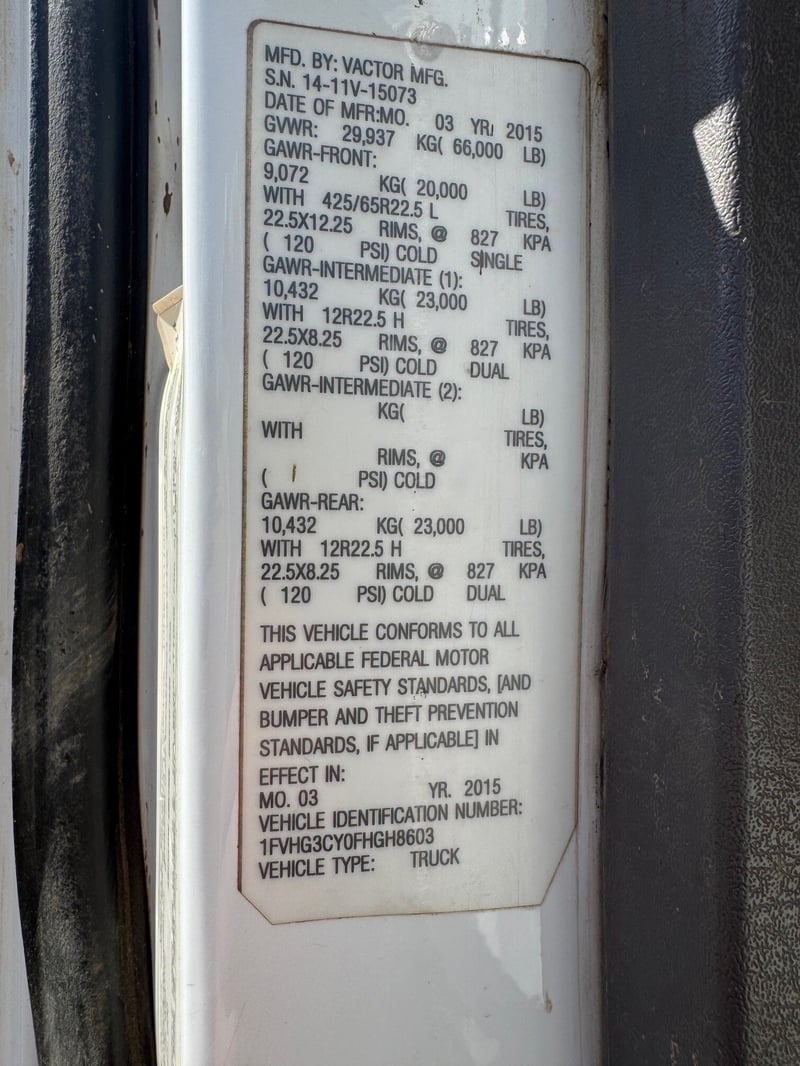 MFD. BY: VACTOR MFG.
S.N. 14-11V-15073
DATE OF MFR:MO. 03 YR. 2015
GVWR: 29,937 KG( 66,000 LB)
GAWR-FRONT:
9,072 KG( 20,000 LB)
WITH 425/65R22.5 L TIRES,
22.5X12.25 RIMS, @ 827 KPA
( 120 PSI) COLD SINGLE
GAWR-INTERMEDIATE (1):
10,432 KG( 23,000 LB)
WITH 12R22.5 H TIRES,
22.5X8.25 RIMS, @ 827 KPA
( 120 PSI) COLD DUAL
GAWR-INTERMEDIATE (2):
KG( LB)
WITH TIRES,
RIMS, @ KPA
( PSI) COLD
GAWR-REAR:
10,432 KG( 23,000 LB)
WITH 12R22.5 H TIRES,
22.5X8.25 RIMS, @ 827 KPA
( 120 PSI) COLD DUAL
THIS VEHICLE CONFORMS TO ALL
APPLICABLE FEDERAL MOTOR
VEHICLE SAFETY STANDARDS, [AND
BUMPER AND THEFT PREVENTION
STANDARDS, IF APPLICABLE] IN
EFFECT IN:
MO. 03 YR. 2015
VEHICLE IDENTIFICATION NUMBER:
1FVHG3CY0FHGH8603
VEHICLE TYPE: TRUCK